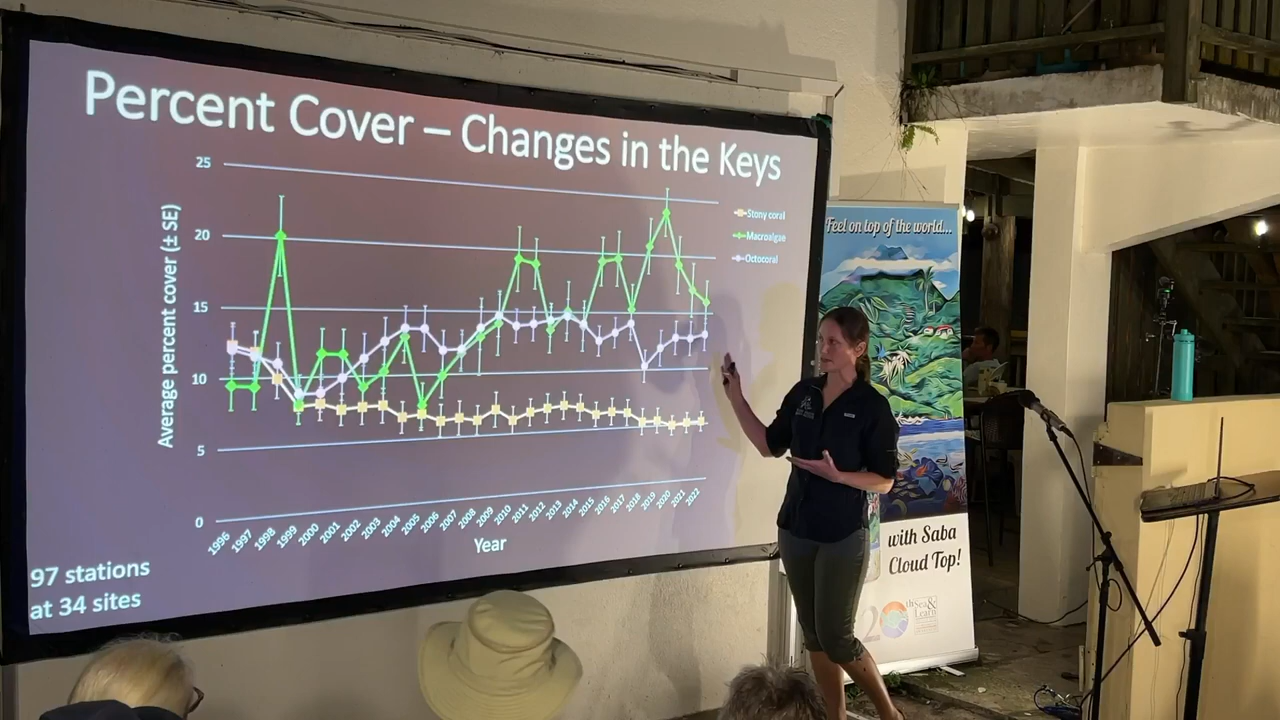 Percent Cover – Changes in the Keys
25
20
15
10
5
0
Average percent cover (± SE)
Stony coral
Macroalgae
Octocoral
1996 1997 1998 1999 2000 2001 2002 2003 2004 2005 2006 2007 2008 2009 2010 2011 2012 2013 2014 2015 2016 2017 2018 2019 2020 2021 2022
Year
97 stations
at 34 sites
Feel on top of the world...
with Saba
Cloud Top!
20th Sea &
Learn